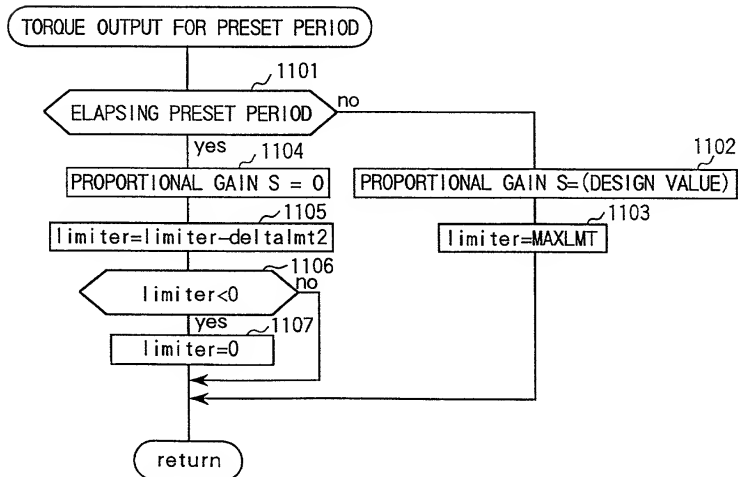 TORQUE OUTPUT FOR PRESET PERIOD
1101
ELAPSING PRESET PERIOD
no
yes
1104
PROPORTIONAL GAIN S = 0
1102
PROPORTIONAL GAIN S=(DESIGN VALUE)
1105
limiter=limiter-deltalmt2
1103
limiter=MAXLMT
1106
limiter<0
no
yes
1107
limiter=0
return